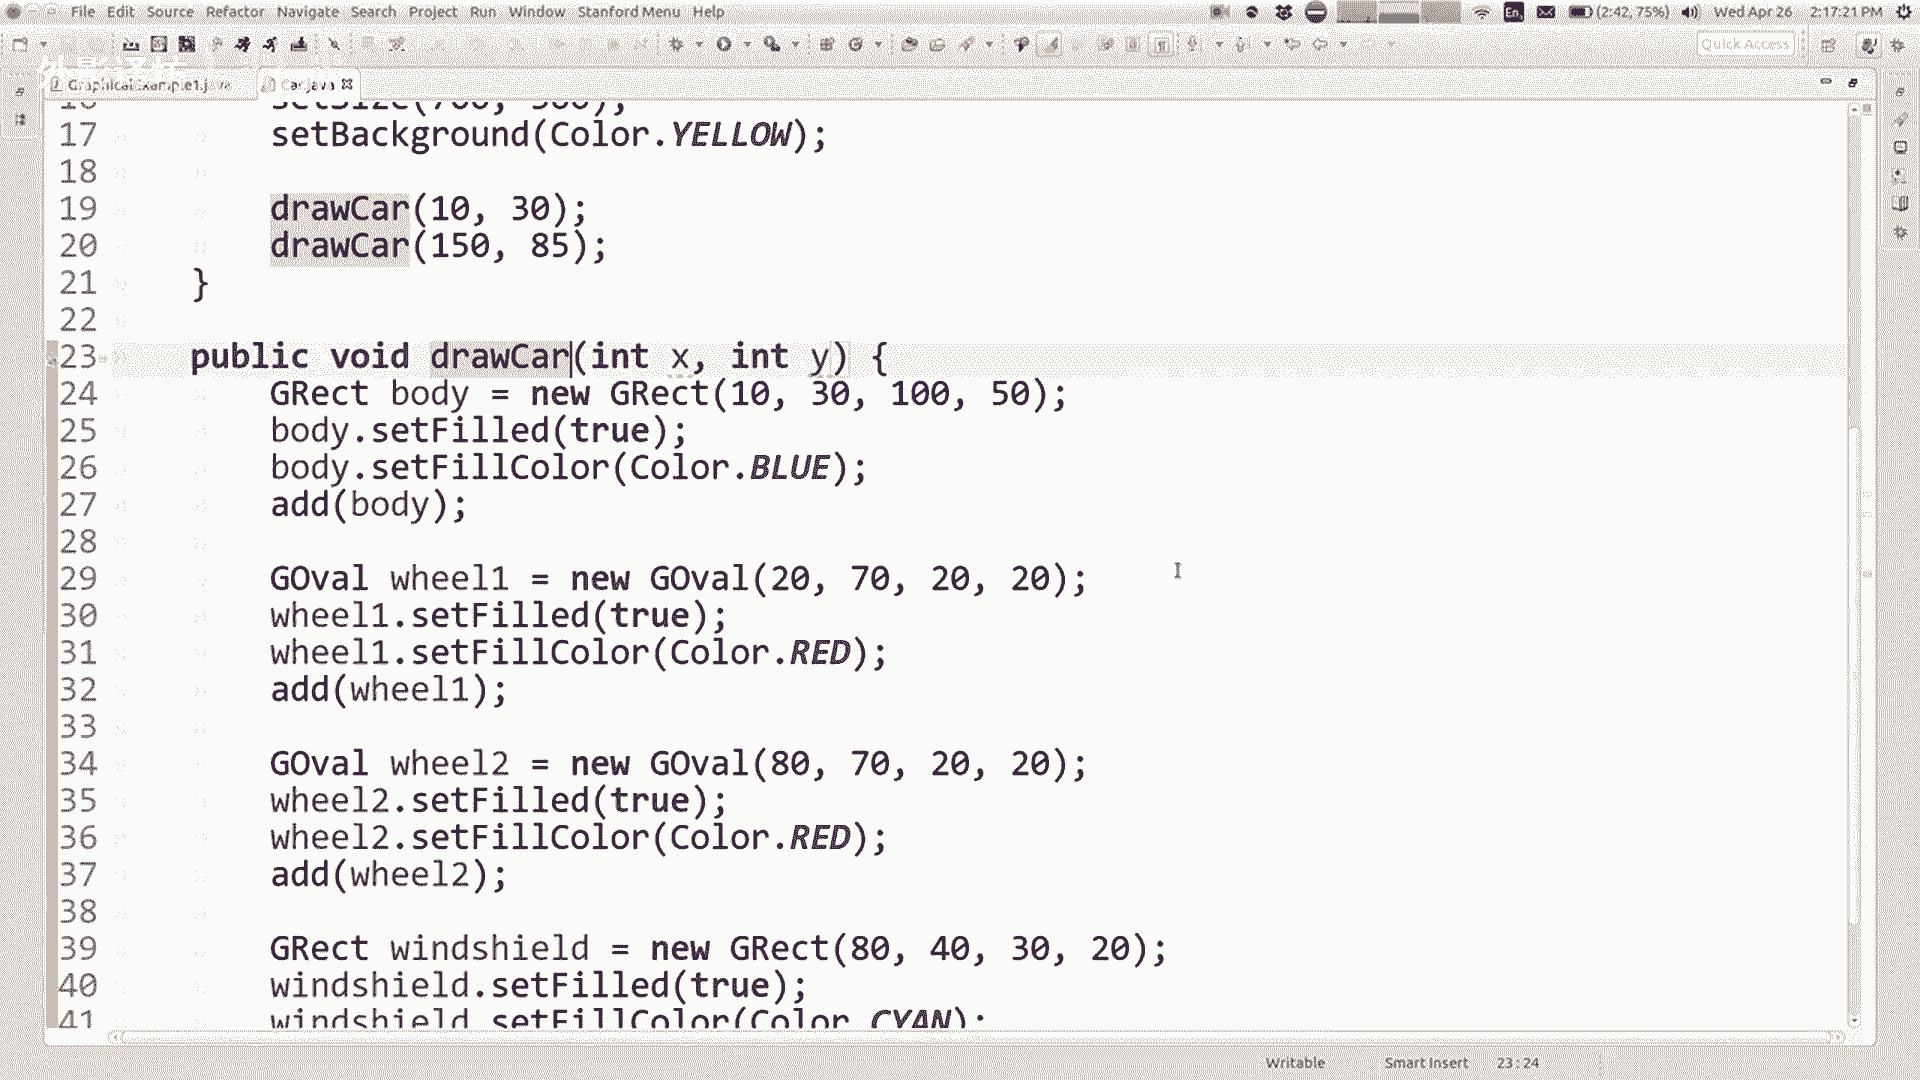 File Edit Source Refactor Navigate Search Project Run Window Stanford Menu Help En (2:42, 75%) Wed Apr 26 2:17:21 PM
Quick Access
GraphicalExample1.java Car.java
16 setSize(700, 500);
17 setBackground(Color.YELLOW);
18
19 drawCar(10, 30);
20 drawCar(150, 85);
21 }
22
23 public void drawCar(int x, int y) {
24 GRect body = new GRect(10, 30, 100, 50);
25 body.setFilled(true);
26 body.setFillColor(Color.BLUE);
27 add(body);
28
29 GOval wheel1 = new GOval(20, 70, 20, 20);
30 wheel1.setFilled(true);
31 wheel1.setFillColor(Color.RED);
32 add(wheel1);
33
34 GOval wheel2 = new GOval(80, 70, 20, 20);
35 wheel2.setFilled(true);
36 wheel2.setFillColor(Color.RED);
37 add(wheel2);
38
39 GRect windshield = new GRect(80, 40, 30, 20);
40 windshield.setFilled(true);
41 windshield.setFillColor(Color.CYAN);
Writable Smart Insert 23 : 24